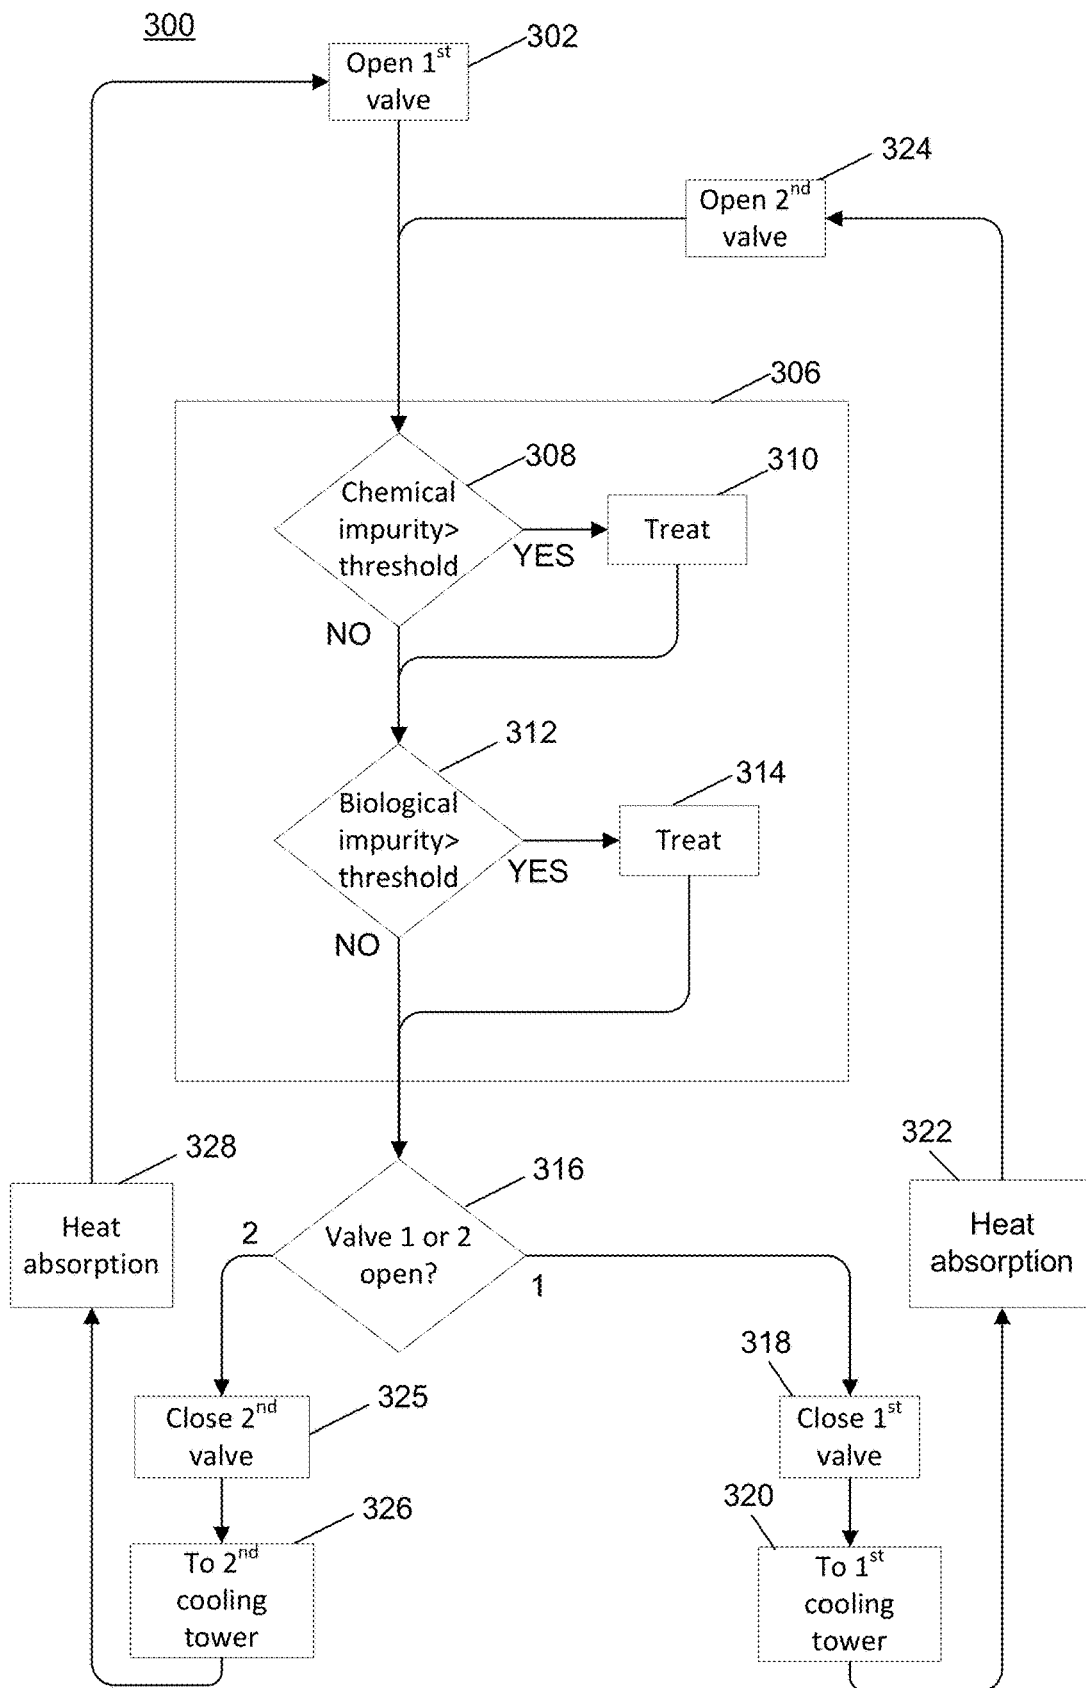 300
302
Open 1st
valve
324
Open 2nd
valve
306
308
Chemical
impurity>
threshold
310
Treat
YES
NO
312
Biological
impurity>
threshold
314
Treat
YES
NO
328
Heat
absorption
316
Valve 1 or 2
open?
2
1
322
Heat
absorption
325
Close 2nd
valve
318
Close 1st
valve
326
To 2nd
cooling
tower
320
To 1st
cooling
tower